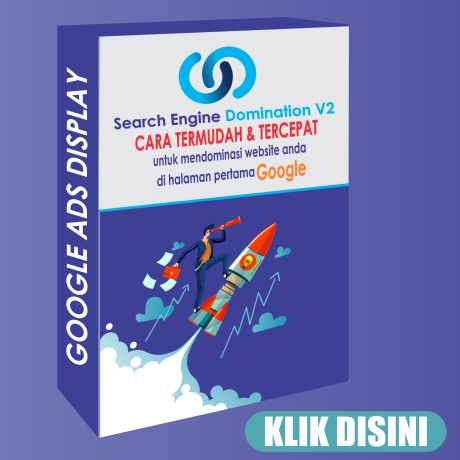 GOOGLE ADS DISPLAY
Search Engine Domination V2
CARA TERMUDAH & TERCEPAT
untuk mendominasi website anda
di halaman pertama Google
KLIK DISINI